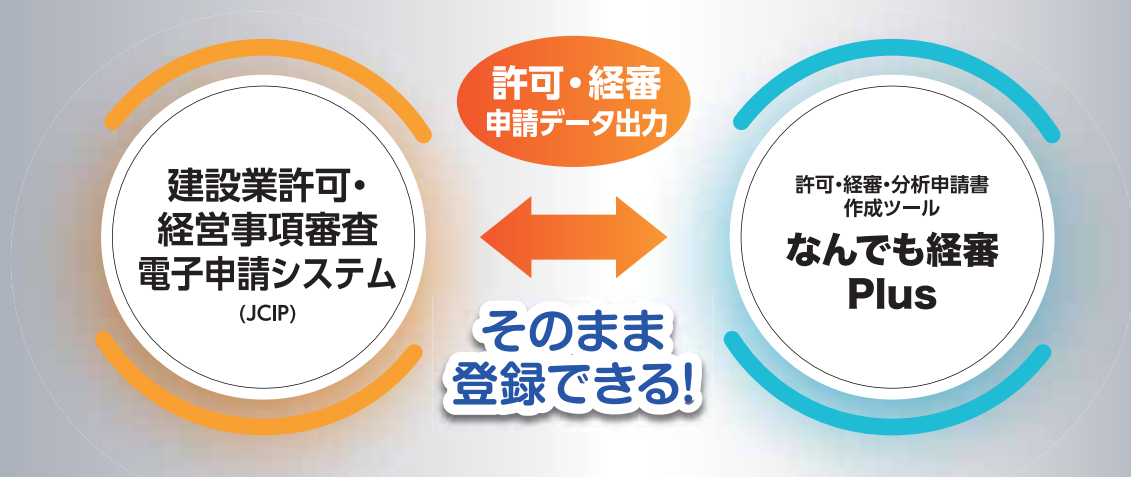 建設業許可・
経営事項審査
電子申請システム
(JCIP)
許可・経審
申請データ出力
そのまま
登録できる!
許可・経審・分析申請書
作成ツール
なんでも経審
Plus